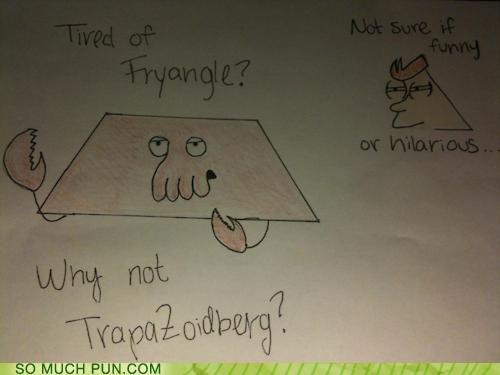 Tired of
Fryangle?
Not sure if
funny
or hilarious...
Why not
TrapaZoidberg?
SO MUCH PUN.COM